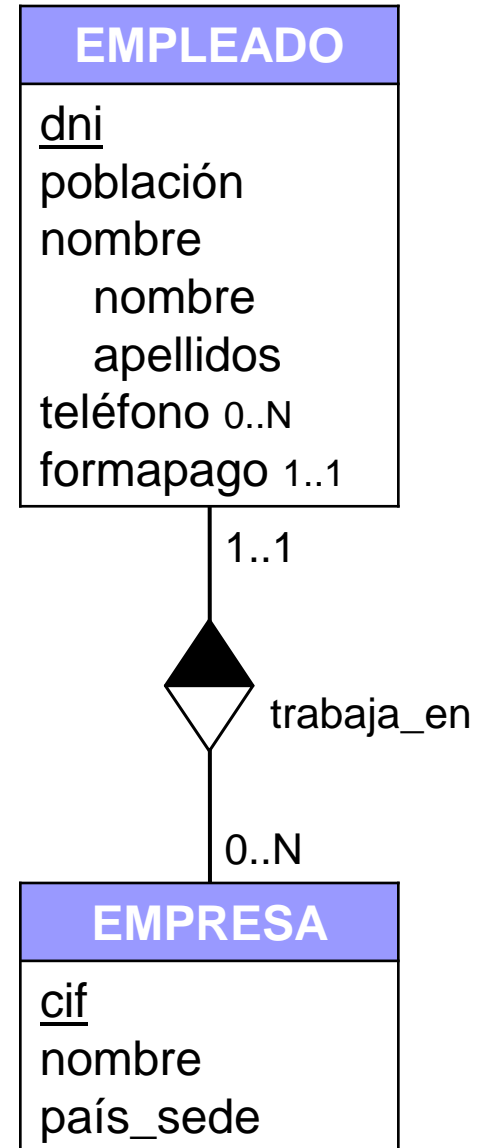 EMPLEADO
dni
población
nombre
nombre
apellidos
teléfono 0..N
formapago 1..1
1..1
trabaja_en
0..N
EMPRESA
cif
nombre
país_sede